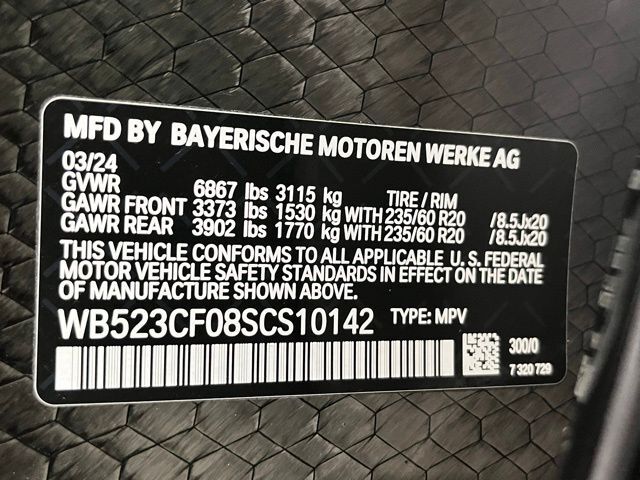 MFD BY BAYERISCHE MOTOREN WERKE AG
03/24
GVWR 6867 lbs 3115 kg TIRE / RIM
GAWR FRONT 3373 lbs 1530 kg WITH 235/60 R20 /8.5Jx20
GAWR REAR 3902 lbs 1770 kg WITH 235/60 R20 /8.5Jx20
THIS VEHICLE CONFORMS TO ALL APPLICABLE U. S. FEDERAL
MOTOR VEHICLE SAFETY STANDARDS IN EFFECT ON THE DATE
OF MANUFACTURE SHOWN ABOVE.
WB523CF08SCS10142 TYPE: MPV
300/0
7 320 729